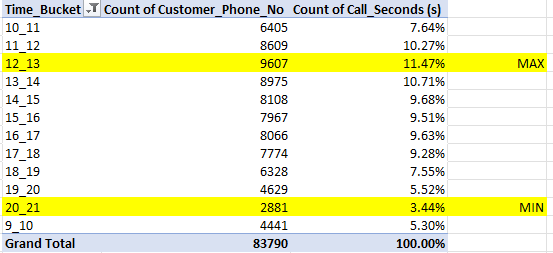 Time_Bucket Count of Customer_Phone_No Count of Call_Seconds (s)
10_11 6405 7.64%
11_12 8609 10.27%
12_13 9607 11.47% MAX
13_14 8975 10.71%
14_15 8108 9.68%
15_16 7967 9.51%
16_17 8066 9.63%
17_18 7774 9.28%
18_19 6328 7.55%
19_20 4629 5.52%
20_21 2881 3.44% MIN
9_10 4441 5.30%
Grand Total 83790 100.00%